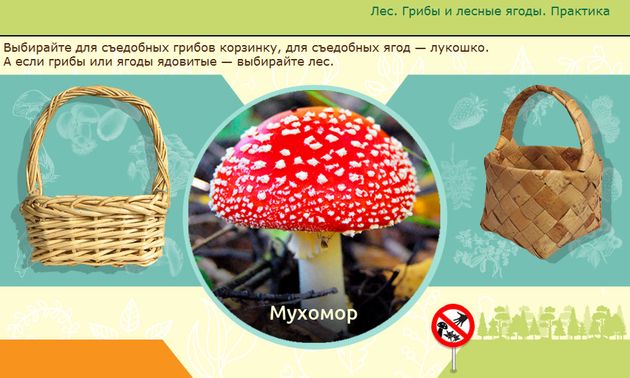 Лес. Грибы и лесные ягоды. Практика
Выбирайте для съедобных грибов корзинку, для съедобных ягод — лукошко.
А если грибы или ягоды ядовитые — выбирайте лес.
Мухомор